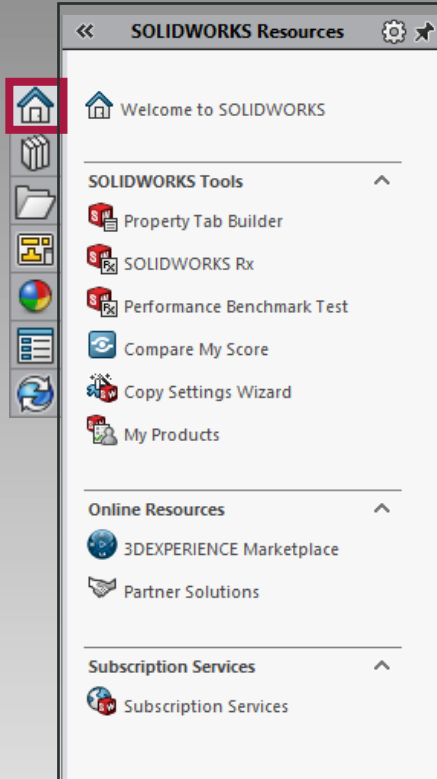 SOLIDWORKS Resources
Welcome to SOLIDWORKS
SOLIDWORKS Tools
Property Tab Builder
SOLIDWORKS Rx
Performance Benchmark Test
Compare My Score
Copy Settings Wizard
My Products
Online Resources
3DEXPERIENCE Marketplace
Partner Solutions
Subscription Services
Subscription Services